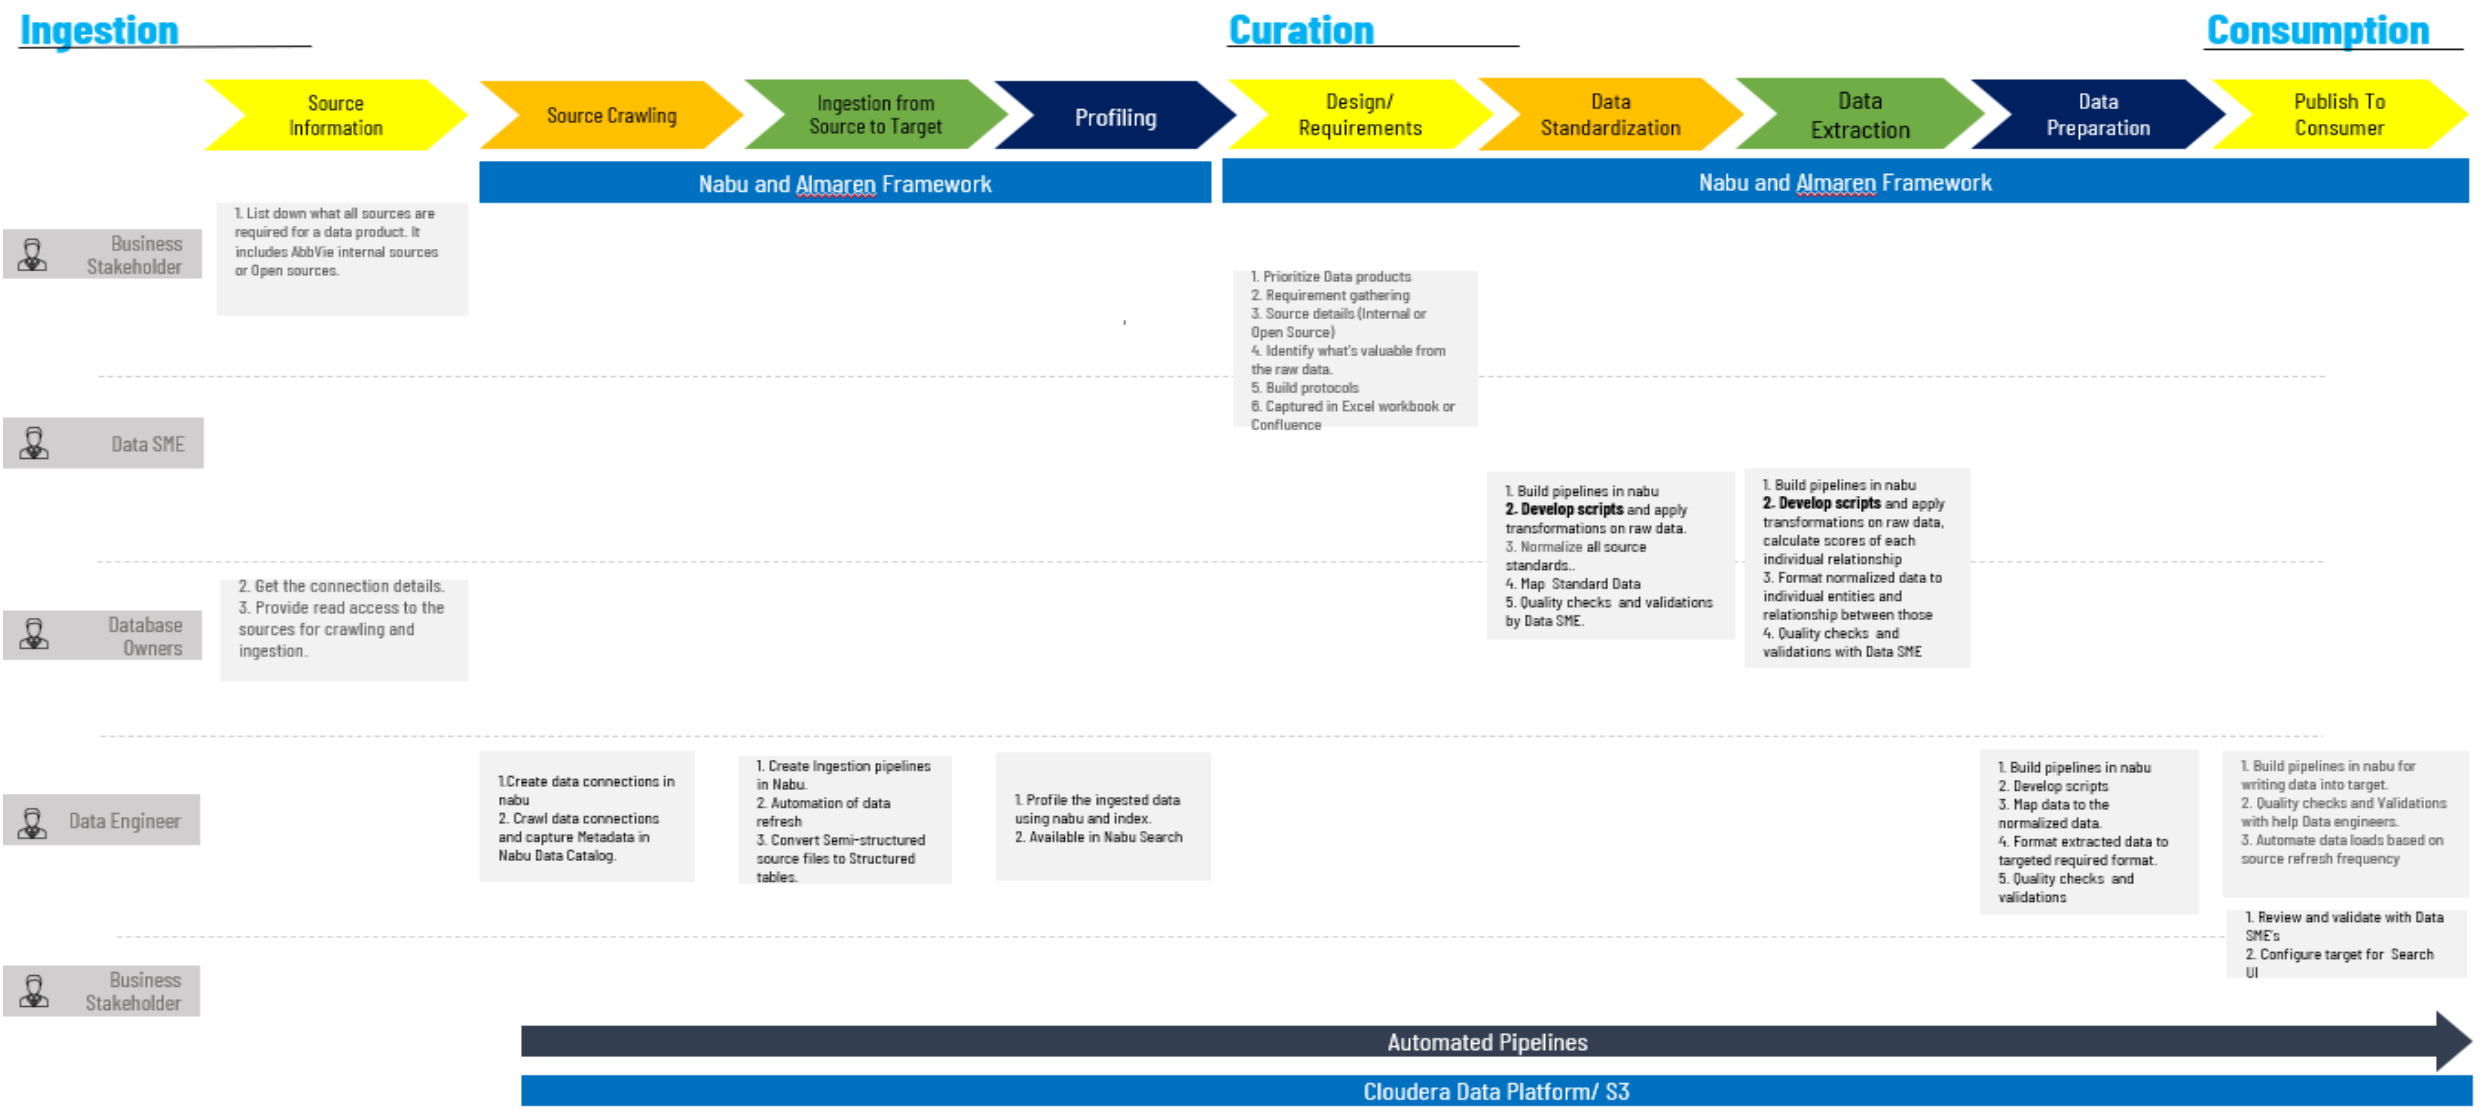 Ingestion
Curation
Consumption
Source
Information
Source Crawling
Ingestion from
Source to Target
Profiling
Design/
Requirements
Data
Standardization
Data
Extraction
Data
Preparation
Publish To
Consumer
Nabu and Almaren Framework
Nabu and Almaren Framework
Business
Stakeholder
1. List down what all sources are
required for a data product. It
includes AbbVie internal sources
or Open sources.
1. Prioritize Data products
2. Requirement gathering
3. Source details (Internal or
Open Source)
4. Identify what's valuable from
the raw data.
5. Build protocols
6. Captured in Excel workbook or
Confluence
Data SME
1. Build pipelines in nabu
2. Develop scripts and apply
transformations on raw data.
3. Normalize all source
standards..
4. Map Standard Data
5. Quality checks and validations
by Data SME.
1. Build pipelines in nabu
2. Develop scripts and apply
transformations on raw data,
calculate scores of each
individual relationship
3. Format normalized data to
individual entities and
relationship between those
4. Quality checks and
validations with Data SME
Database
Owners
2. Get the connection details.
3. Provide read access to the
sources for crawling and
ingestion.
Data Engineer
1.Create data connections in
nabu
2. Crawl data connections
and capture Metadata in
Nabu Data Catalog.
1. Create Ingestion pipelines
in Nabu.
2. Automation of data
refresh
3. Convert Semi-structured
source files to Structured
tables.
1. Profile the ingested data
using nabu and index.
2. Available in Nabu Search
1. Build pipelines in nabu
2. Develop scripts
3. Map data to the
normalized data.
4. Format extracted data to
targeted required format.
5. Quality checks and
validations
1. Build pipelines in nabu for
writing data into target.
2. Quality checks and Validations
with help Data engineers.
3. Automate data loads based on
source refresh frequency
1. Review and validate with Data
SME's
2. Configure target for Search
UI
Business
Stakeholder
Automated Pipelines
Cloudera Data Platform/ S3